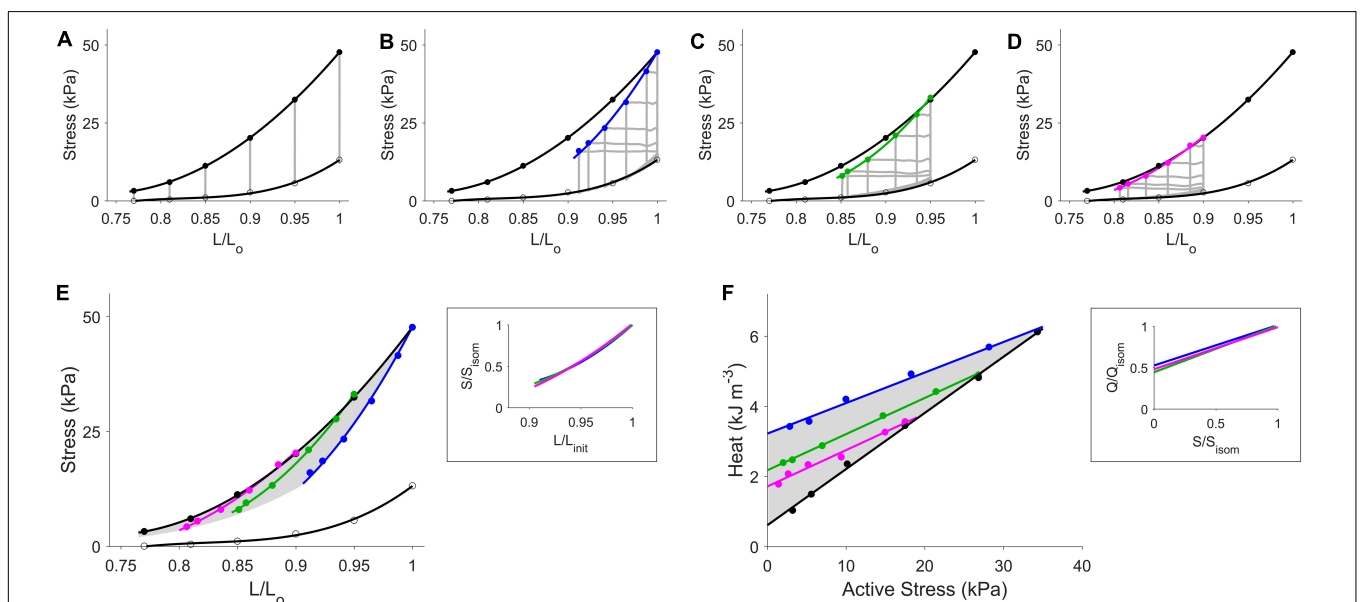 A
B
C
D
50
25
0
Stress (kPa)
0.75 0.8 0.85 0.9 0.95 1
L/Lo
50
25
0
Stress (kPa)
0.75 0.8 0.85 0.9 0.95 1
L/Lo
50
25
0
Stress (kPa)
0.75 0.8 0.85 0.9 0.95 1
L/Lo
50
25
0
Stress (kPa)
0.75 0.8 0.85 0.9 0.95 1
L/Lo
E
50
25
0
Stress (kPa)
0.75 0.8 0.85 0.9 0.95 1
L/Lo
1
0.5
0
S/Sisom
0.9 0.95 1
L/Linit
F
6
4
2
0
Heat (kJ m-3)
0 10 20 30 40
Active Stress (kPa)
1
0.5
0
Q/Qisom
0 0.5 1
S/Sisom